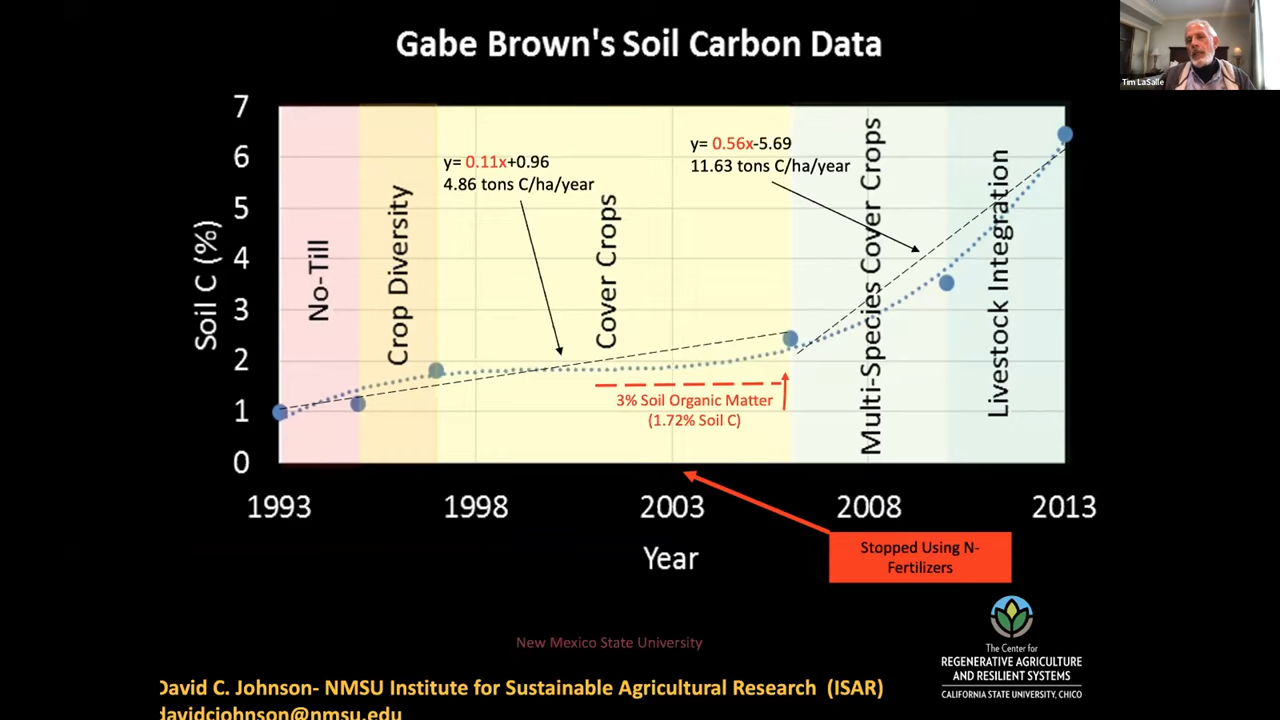 Gabe Brown's Soil Carbon Data
Tim LaSalle
7
6
5
4
3
2
1
0
Soil C (%)
No-Till
Crop Diversity
y= 0.11x+0.96
4.86 tons C/ha/year
Cover Crops
y= 0.56x-5.69
11.63 tons C/ha/year
Multi-Species Cover Crops
Livestock Integration
3% Soil Organic Matter
(1.72% Soil C)
1993
1998
2003
2008
2013
Year
Stopped Using N-
Fertilizers
New Mexico State University
The Center for
REGENERATIVE AGRICULTURE
AND RESILIENT SYSTEMS
CALIFORNIA STATE UNIVERSITY, CHICO
David C. Johnson- NMSU Institute for Sustainable Agricultural Research (ISAR)
davidcjohnson@nmsu.edu